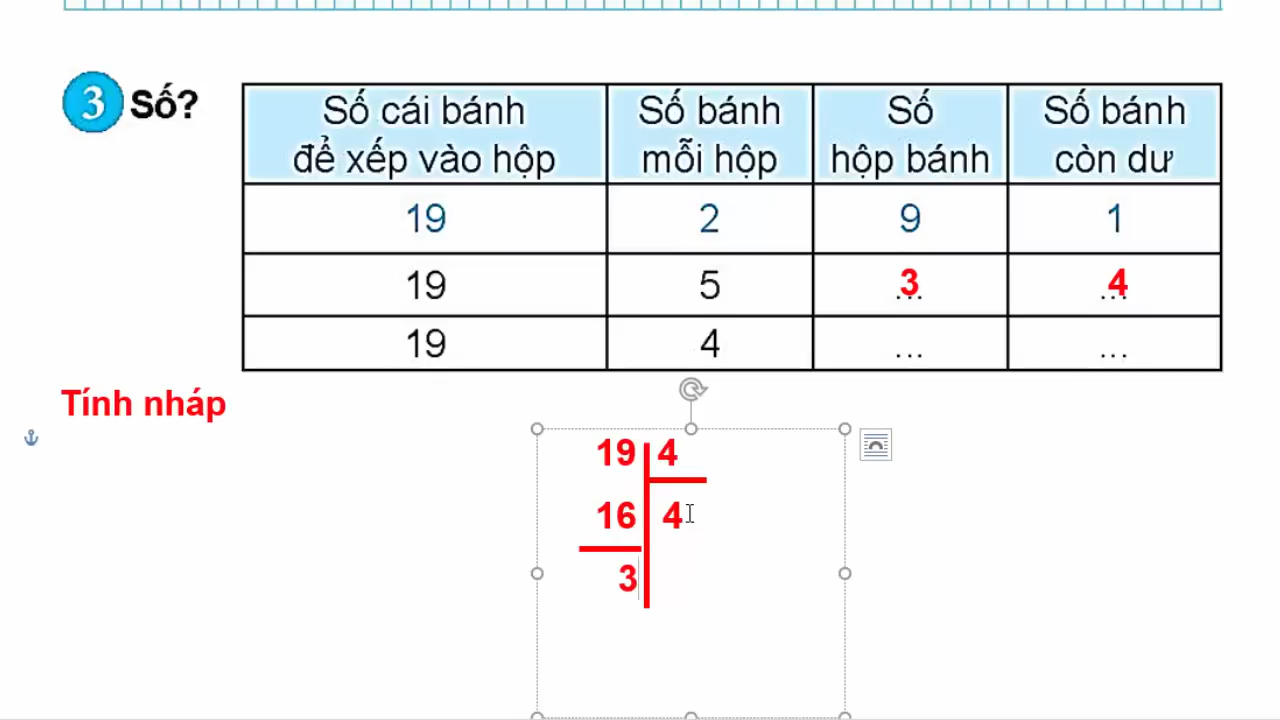 3 Số?
Số cái bánh để xếp vào hộp | Số bánh mỗi hộp | Số hộp bánh | Số bánh còn dư
19 | 2 | 9 | 1
19 | 5 | ... 3 | ... 4
19 | 4 | ... | ...
Tính nháp
19 4
16 4
3